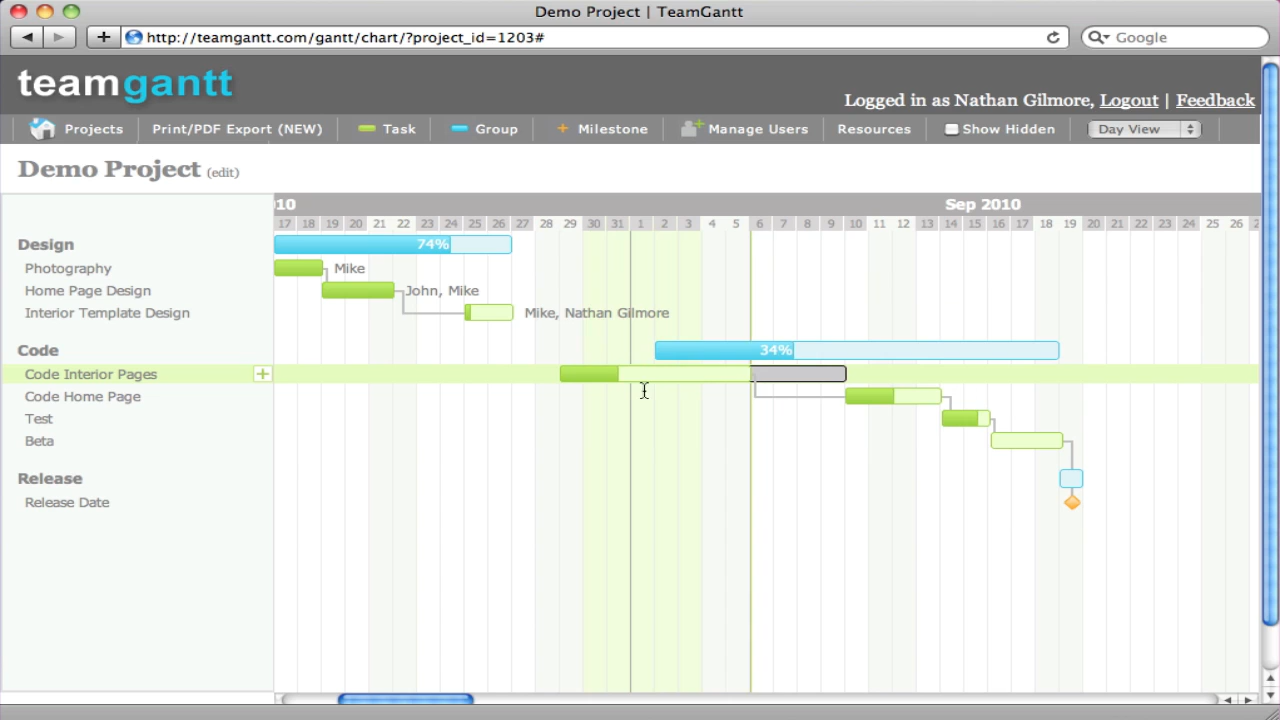 Demo Project | TeamGantt
http://teamgantt.com/gantt/chart/?project_id=1203#
Google
teamgantt
Logged in as Nathan Gilmore, Logout | Feedback
Projects Print/PDF Export (NEW) Task Group Milestone Manage Users Resources Show Hidden Day View
Demo Project (edit)
010 Sep 2010
17 18 19 20 21 22 23 24 25 26 27 28 29 30 31 1 2 3 4 5 6 7 8 9 10 11 12 13 14 15 16 17 18 19 20 21 22 23 24 25 26 2
Design 74%
Photography Mike
Home Page Design John, Mike
Interior Template Design Mike, Nathan Gilmore
Code 34%
Code Interior Pages
Code Home Page
Test
Beta
Release
Release Date